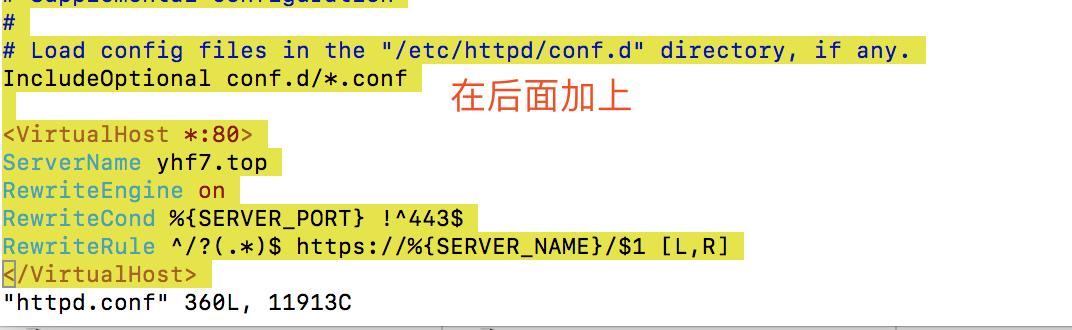 # Supplemental configuration
#
# Load config files in the "/etc/httpd/conf.d" directory, if any.
IncludeOptional conf.d/*.conf
在后面加上
<VirtualHost *:80>
ServerName yhf7.top
RewriteEngine on
RewriteCond %{SERVER_PORT} !^443$
RewriteRule ^/?(.*)$ https://%{SERVER_NAME}/$1 [L,R]
</VirtualHost>
"httpd.conf" 360L, 11913C